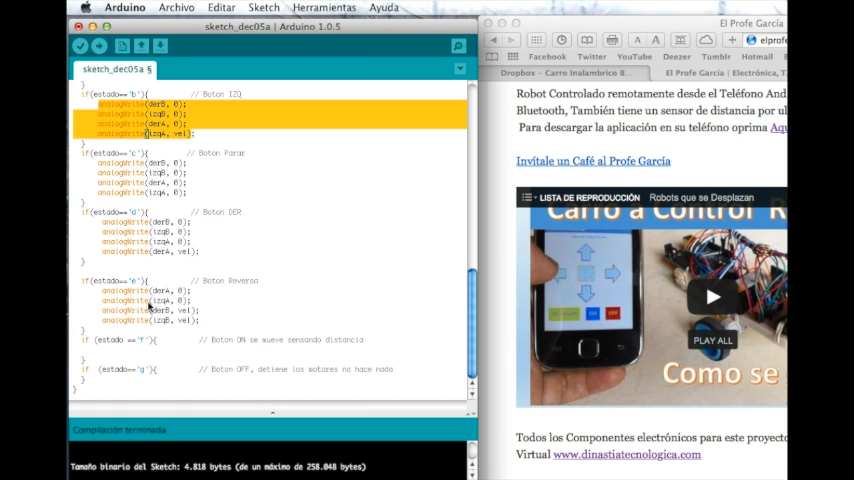 Arduino Archivo Editar Sketch Herramientas Ayuda
sketch_dec05a | Arduino 1.0.5
sketch_dec05a §
}
if(estado=='b'){ // Boton IZQ
analogWrite(derB, 0);
analogWrite(izqB, 0);
analogWrite(derA, 0);
analogWrite(izqA, vel);
}
if(estado=='c'){ // Boton Parar
analogWrite(derB, 0);
analogWrite(izqB, 0);
analogWrite(derA, 0);
analogWrite(izqA, 0);
}
if(estado=='d'){ // Boton DER
analogWrite(derB, 0);
analogWrite(izqB, 0);
analogWrite(izqA, 0);
analogWrite(derA, vel);
}
if(estado=='e'){ // Boton Reversa
analogWrite(derA, 0);
analogWrite(izqA, 0);
analogWrite(derB, vel);
analogWrite(izqB, vel);
}
if (estado =='f'){ // Boton ON se mueve sensando distancia
}
if (estado=='g'){ // Boton OFF, detiene los motores no hace nada
}
}
Compilación terminada
Tamaño binario del Sketch: 4.818 bytes (de un máximo de 258.048 bytes)
El Profe García
elprofe
Apple Twitter YouTube Deezer Tumblr Hotmail
Dropbox – Carro Inalambrico B... El Profe García | Electrónica, T
Robot Controlado remotamente desde el Teléfono And
Bluetooth, También tiene un sensor de distancia por ul
Para descargar la aplicación en su teléfono oprima Aqu
Invítale un Café al Profe García
LISTA DE REPRODUCCIÓN Robots que se Desplazan
Carro a Control R
ON OFF
PLAY ALL
Como se
Todos los Componentes electrónicos para este proyecto
Virtual www.dinastiatecnologica.com